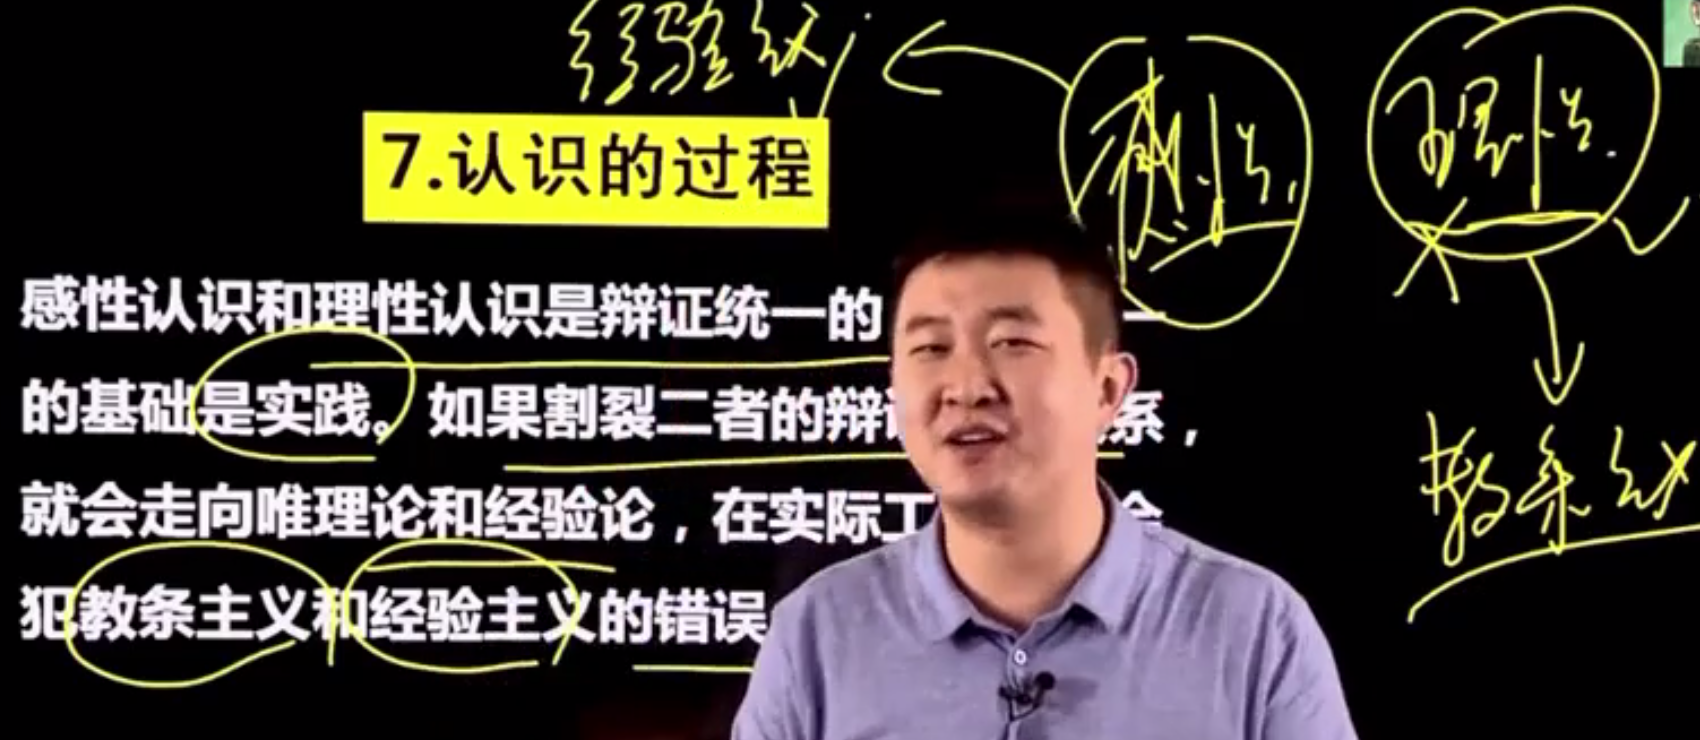 经验
感性
理性
7.认识的过程
感性认识和理性认识是辩证统一的
的基础是实践。如果割裂二者的辩 系，
就会走向唯理论和经验论，在实际工
犯教条主义和经验主义的错误
教条